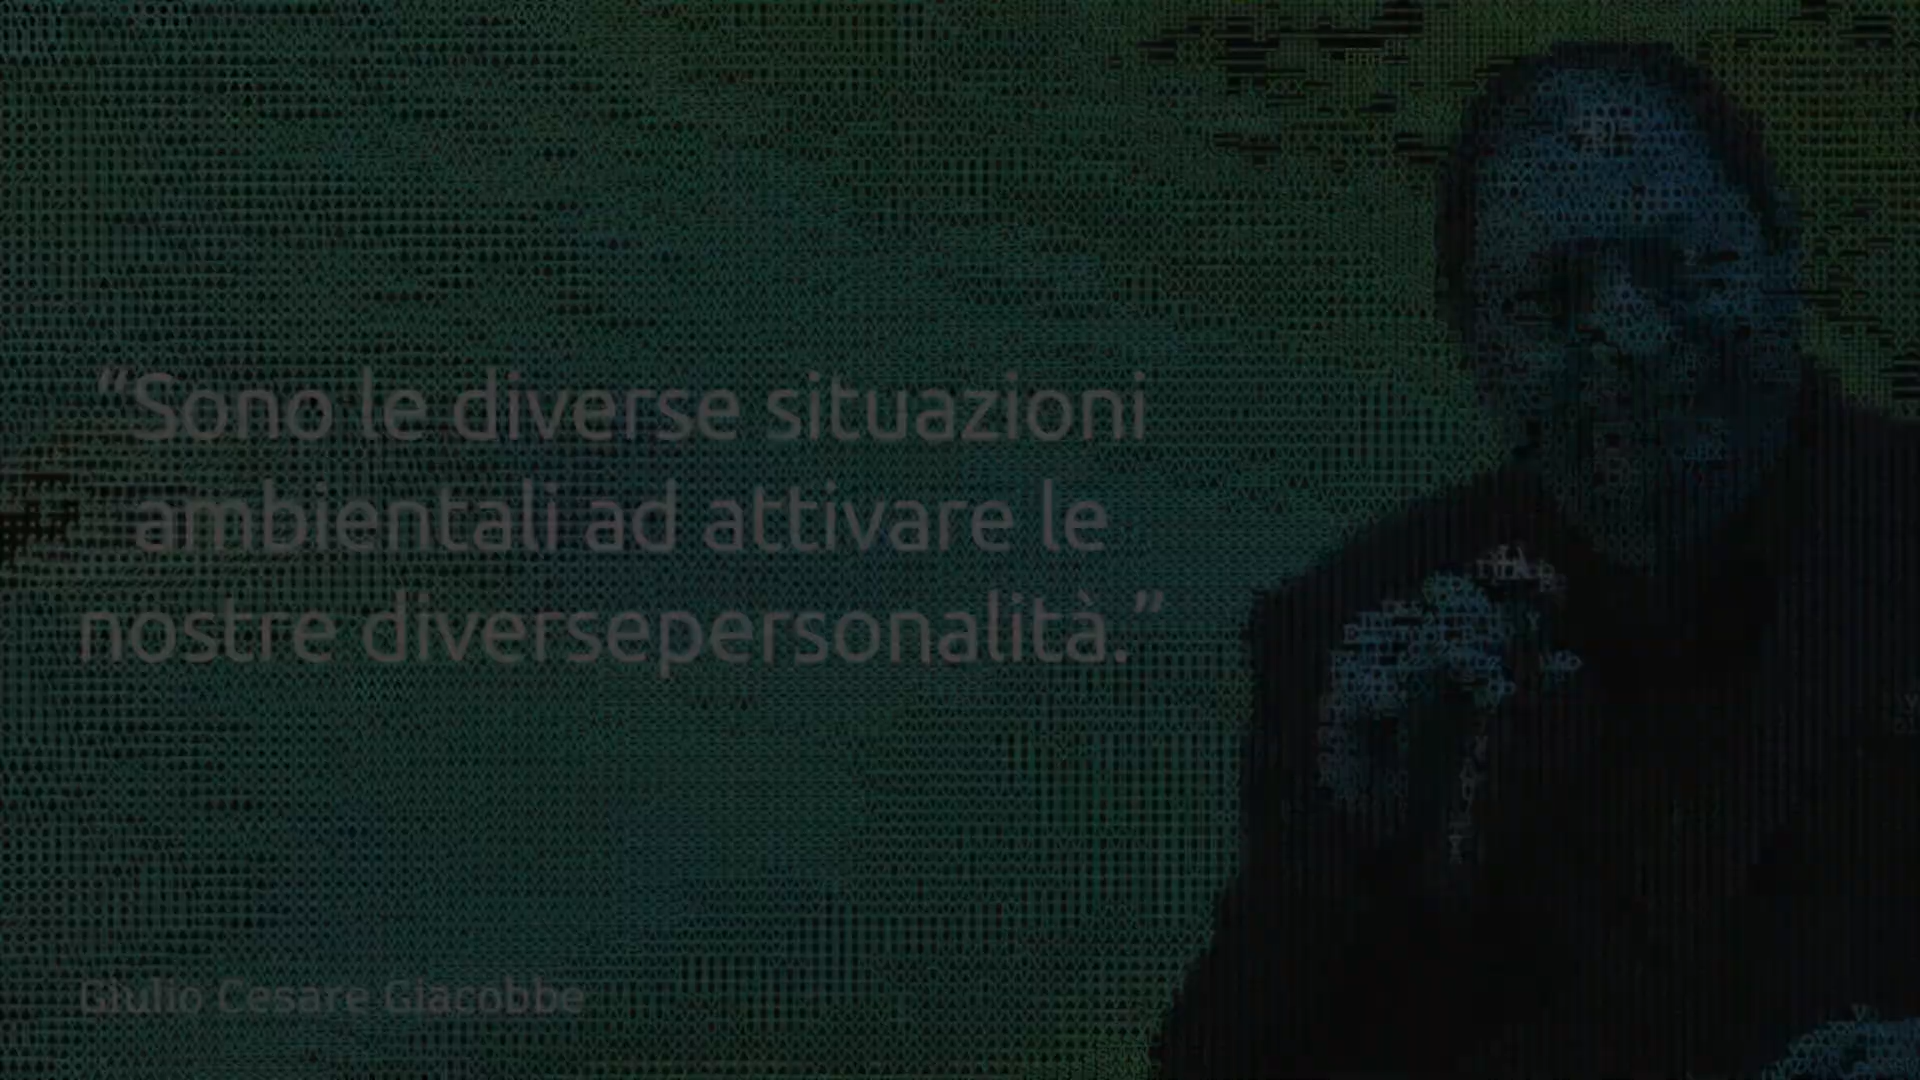 “Sono le diverse situazioni
ambientali ad attivare le
nostre diversepersonalità.”
Giulio Cesare Giacobbe